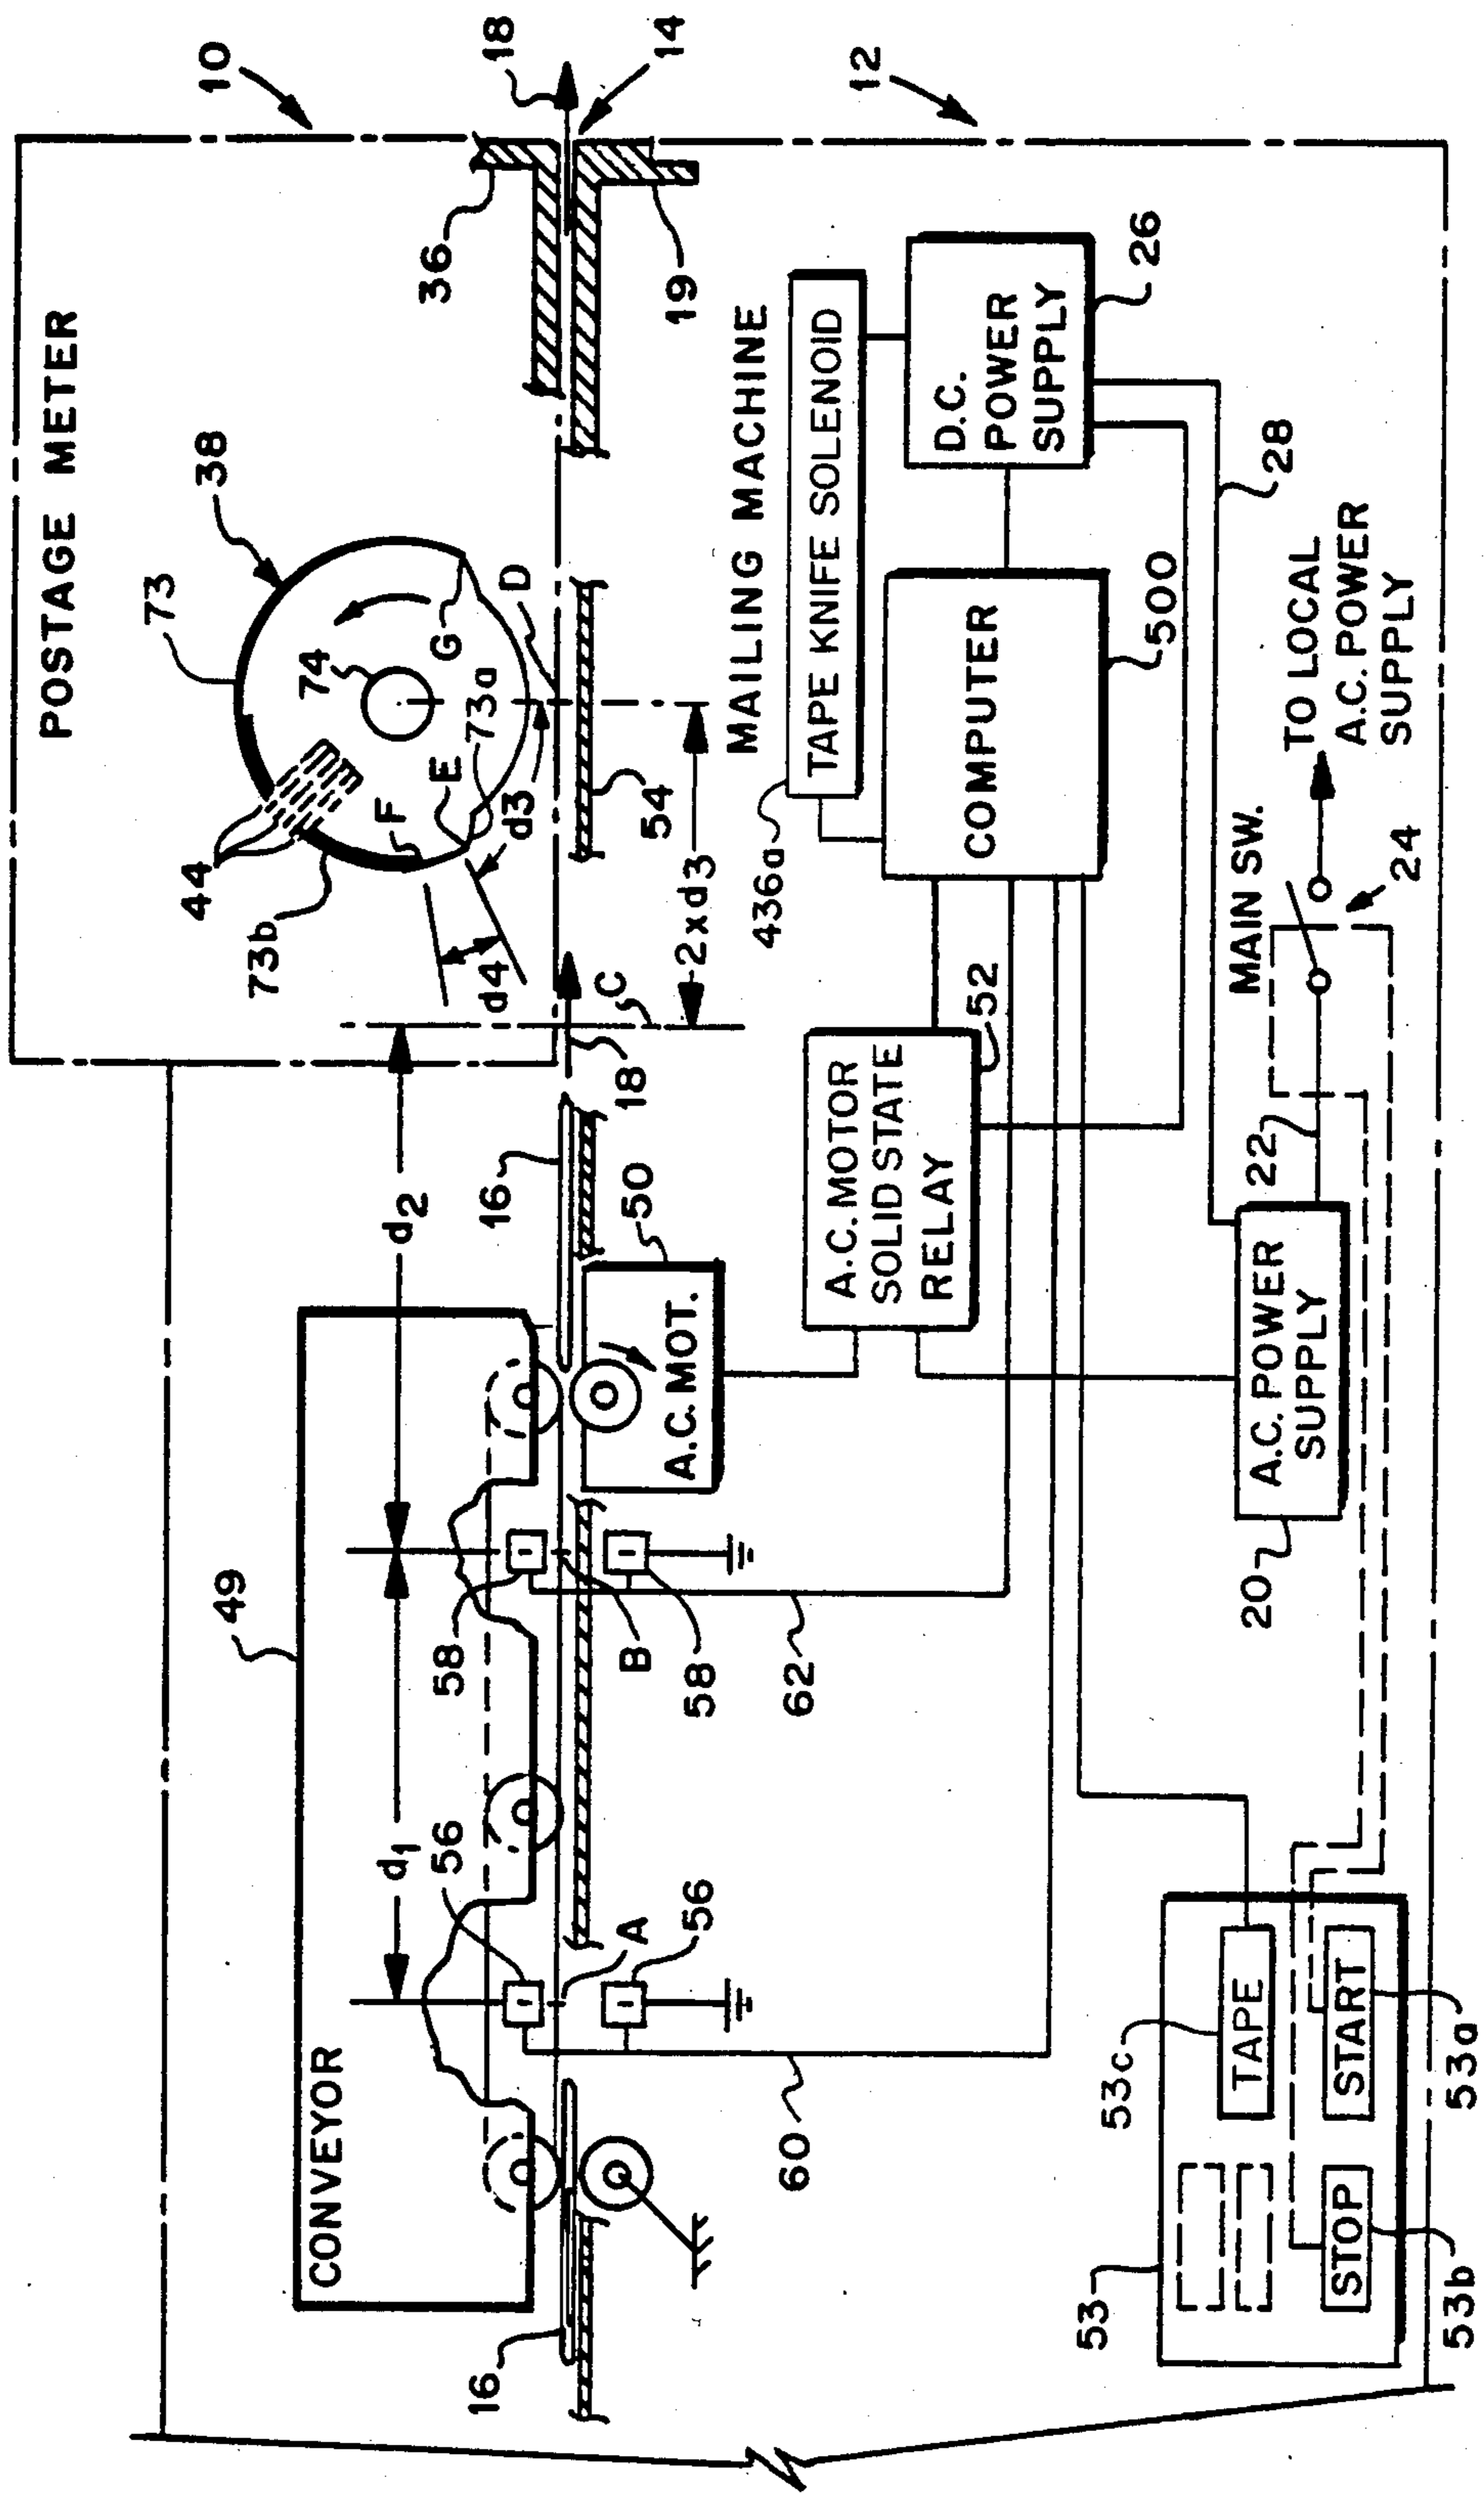 10
18
14
12
POSTAGE METER
36
19
38
73
74
G
D
73a
E
F
d3
44
73b
d4
54
2xd3
C
18
MAILING MACHINE
TAPE KNIFE SOLENOID
436a
D.C.
POWER
SUPPLY
26
28
COMPUTER
500
TO LOCAL
A.C. POWER
SUPPLY
MAIN SW.
24
22
49
CONVEYOR
d1
d2
56
56
A
58
58
B
16
16
50
A.C. MOT.
A.C. MOTOR
SOLID STATE
RELAY
52
60
62
A.C. POWER
SUPPLY
20
53
53c
TAPE
START
STOP
53a
53b